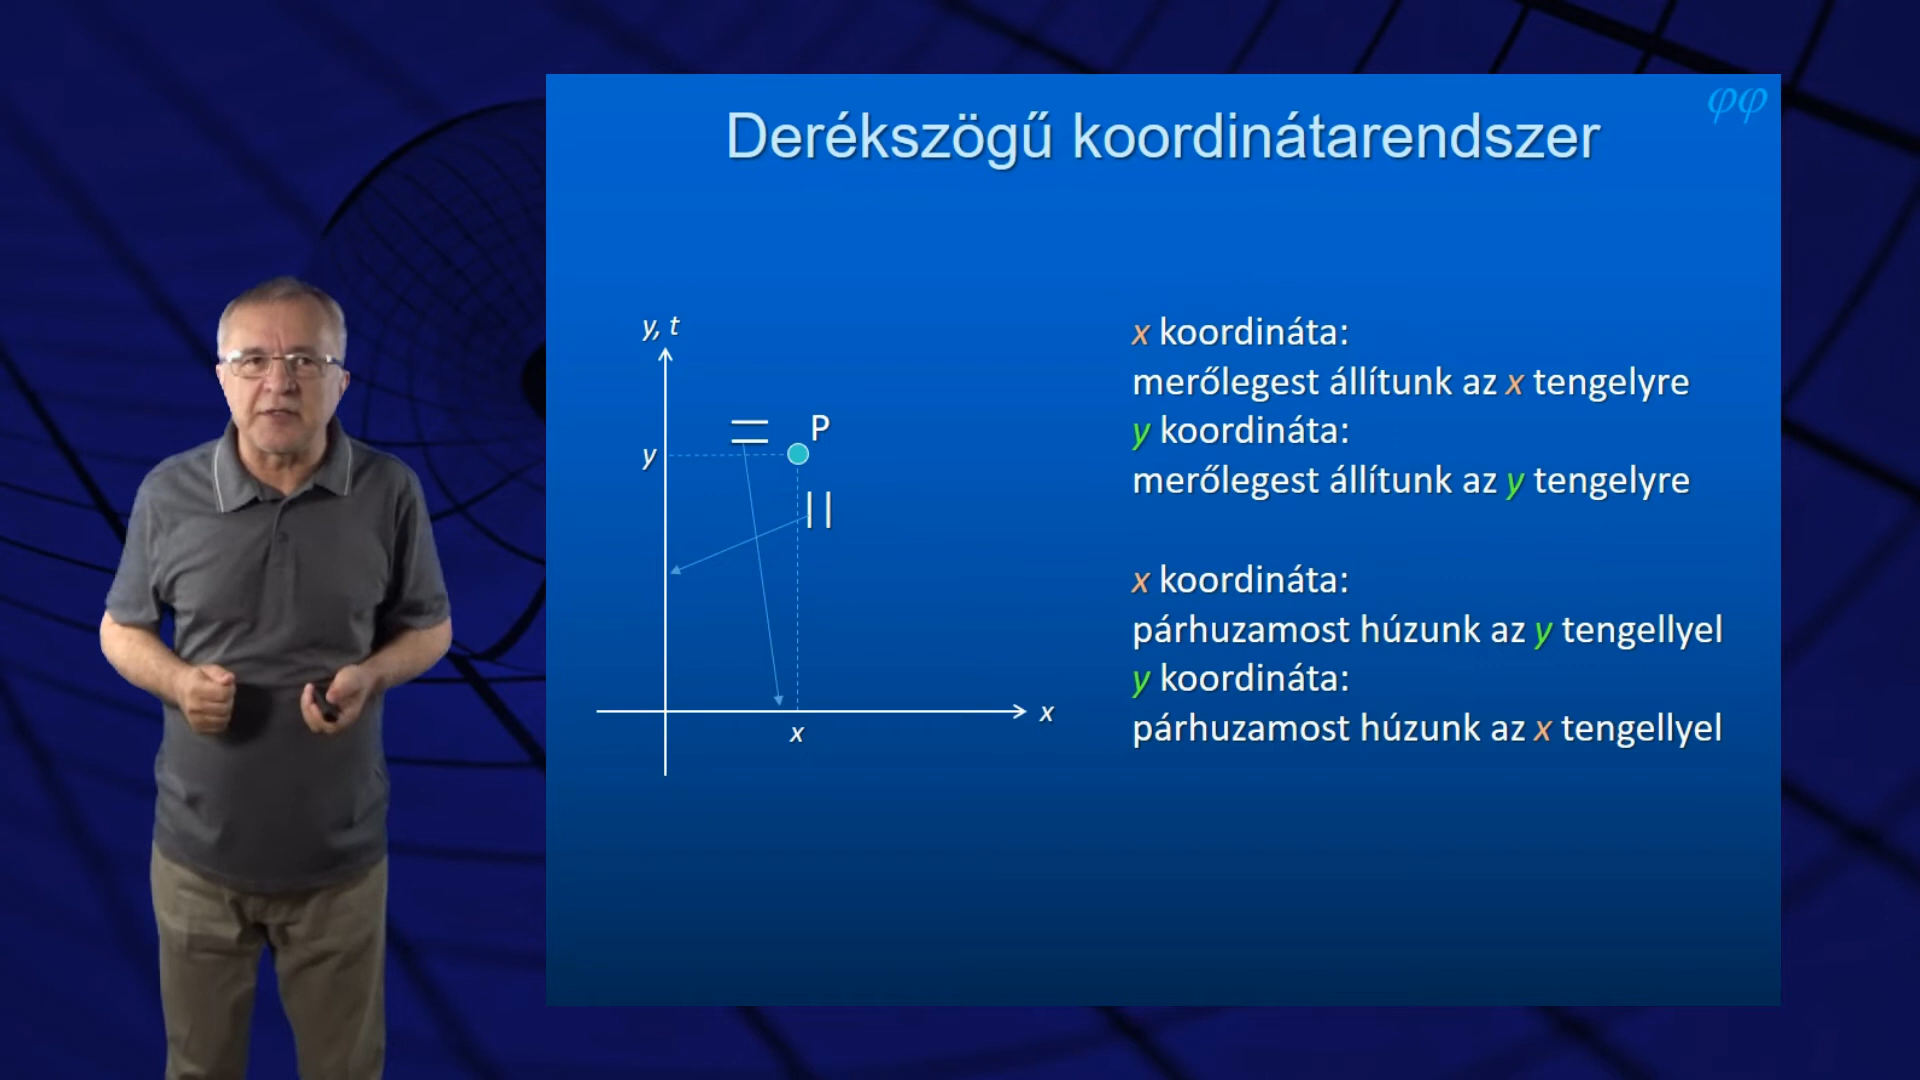 φφ
Derékszögű koordinátarendszer
y, t
P
y
x
x
x koordináta:
merőlegest állítunk az x tengelyre
y koordináta:
merőlegest állítunk az y tengelyre
x koordináta:
párhuzamost húzunk az y tengellyel
y koordináta:
párhuzamost húzunk az x tengellyel